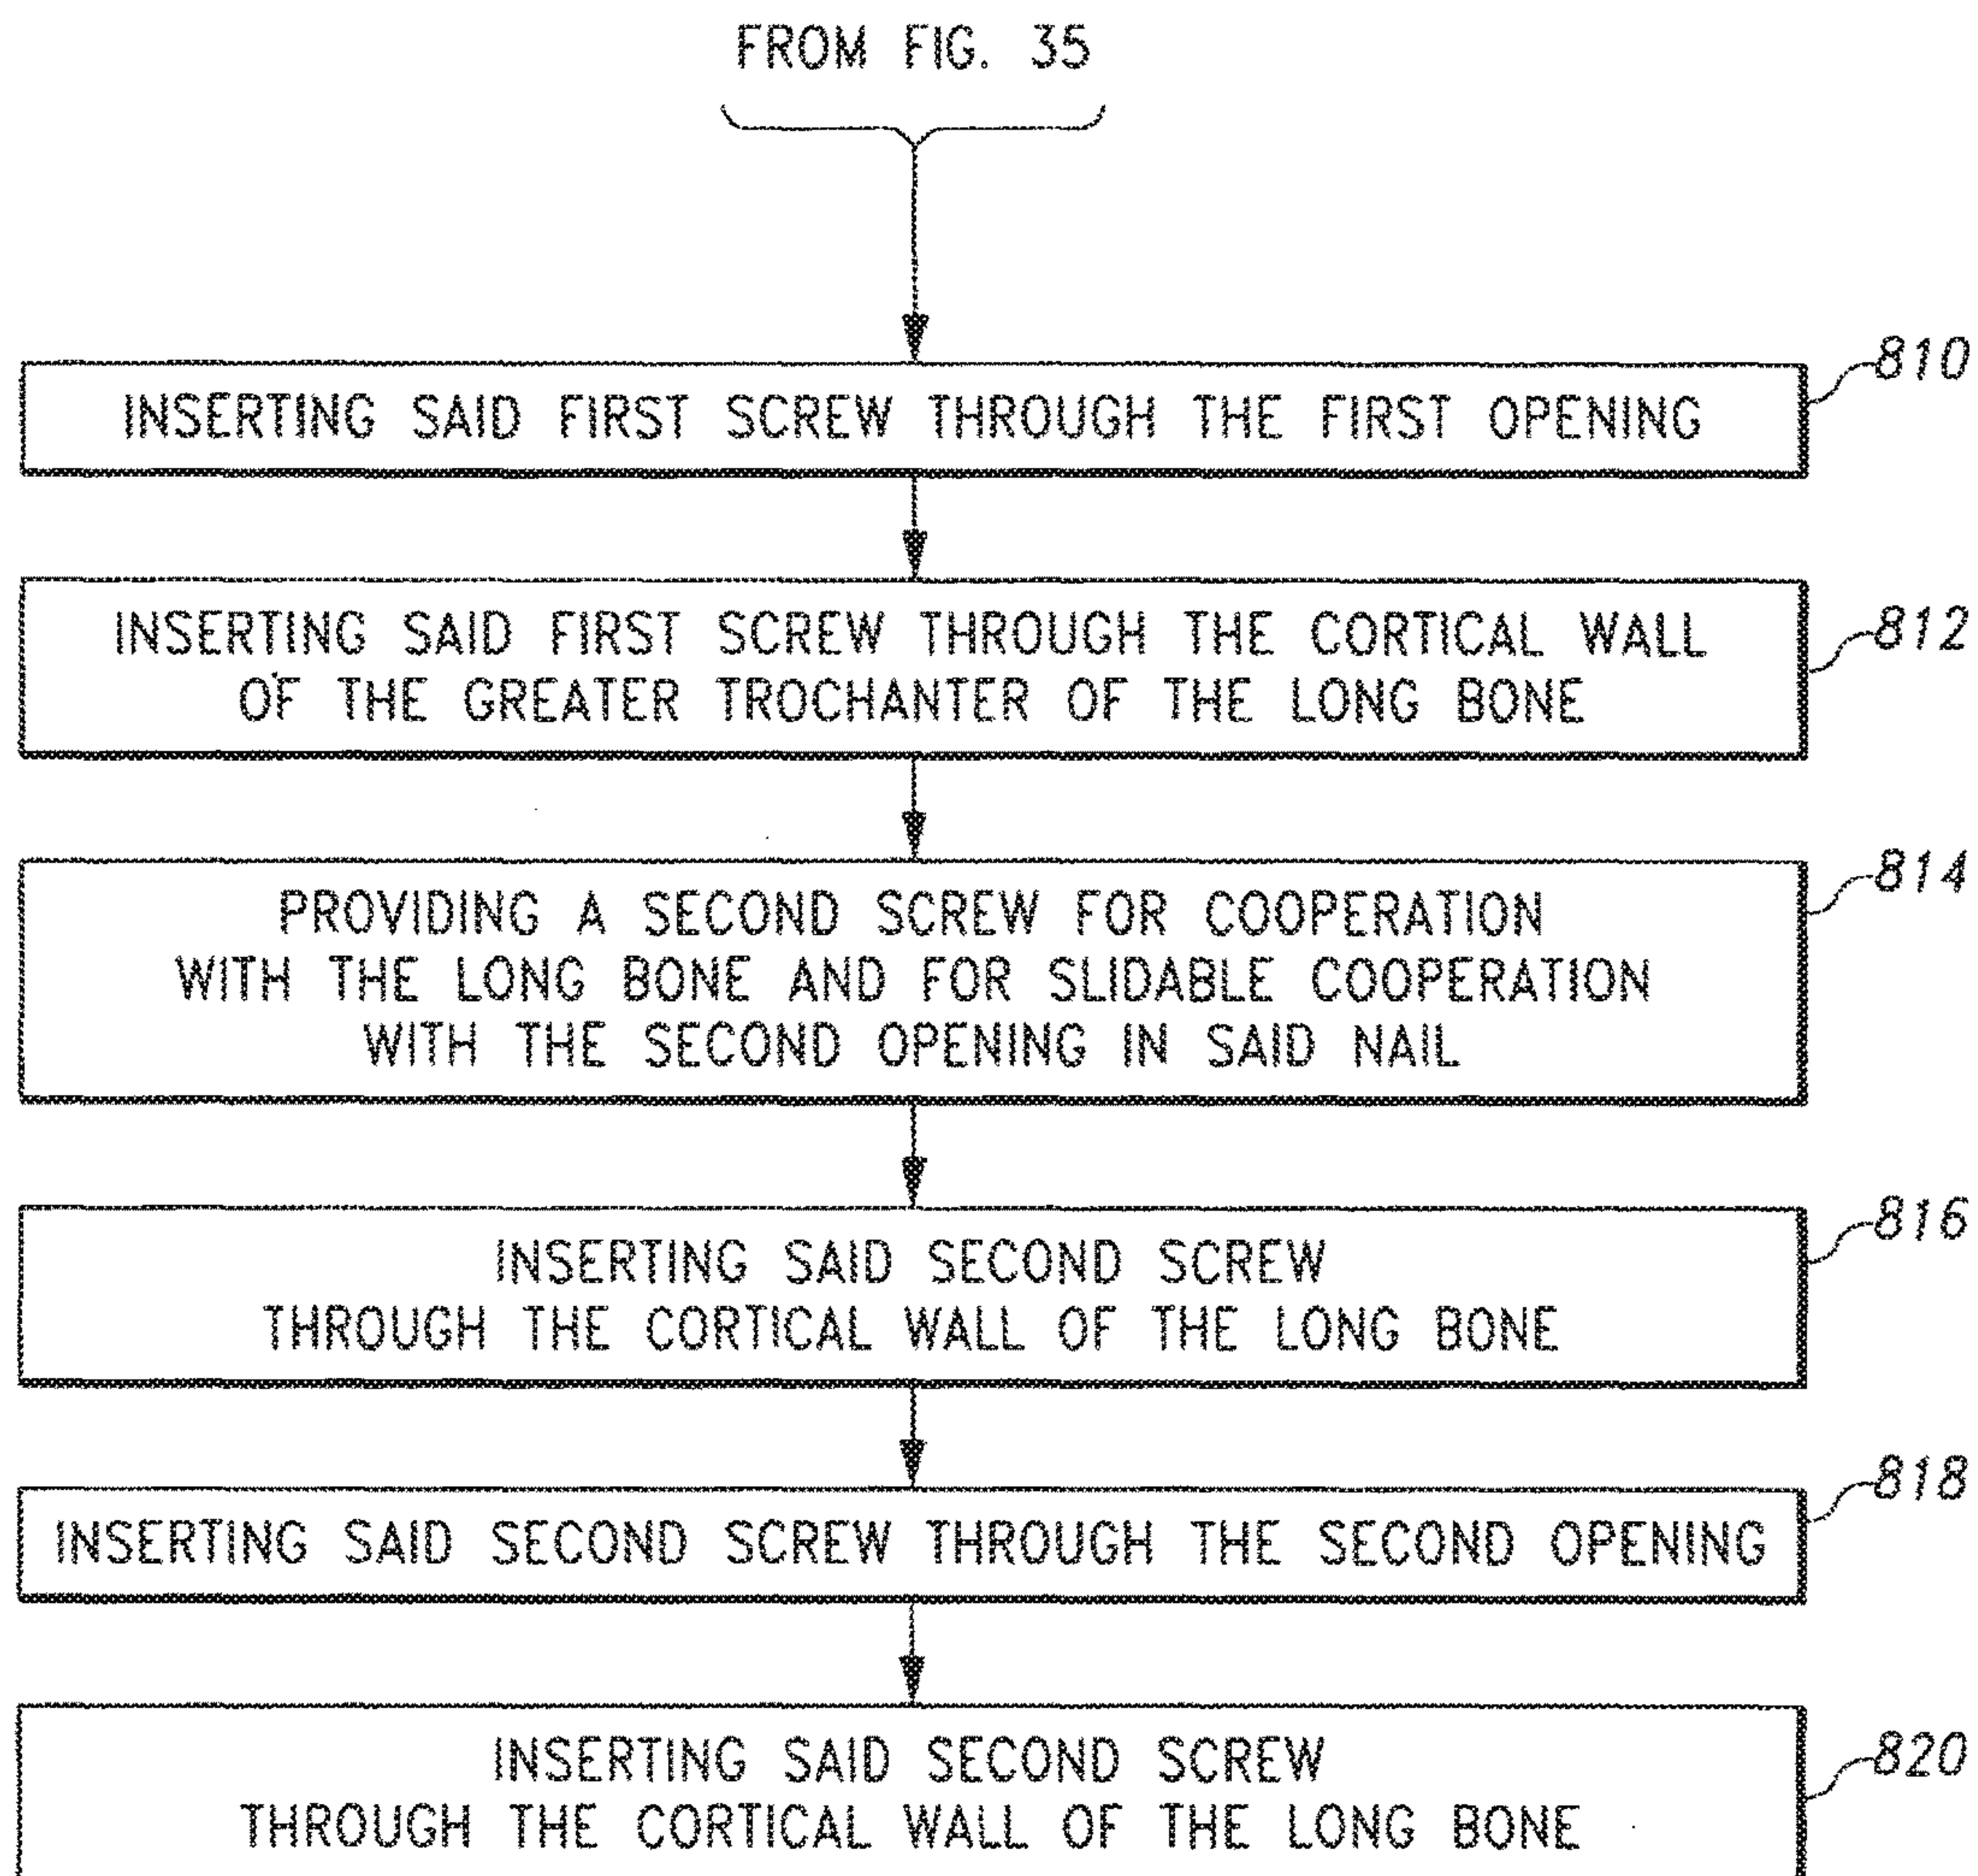 FROM FIG. 35
810
INSERTING SAID FIRST SCREW THROUGH THE FIRST OPENING
812
INSERTING SAID FIRST SCREW THROUGH THE CORTICAL WALL
OF THE GREATER TROCHANTER OF THE LONG BONE
814
PROVIDING A SECOND SCREW FOR COOPERATION
WITH THE LONG BONE AND FOR SLIDABLE COOPERATION
WITH THE SECOND OPENING IN SAID NAIL
816
INSERTING SAID SECOND SCREW
THROUGH THE CORTICAL WALL OF THE LONG BONE
818
INSERTING SAID SECOND SCREW THROUGH THE SECOND OPENING
820
INSERTING SAID SECOND SCREW
THROUGH THE CORTICAL WALL OF THE LONG BONE